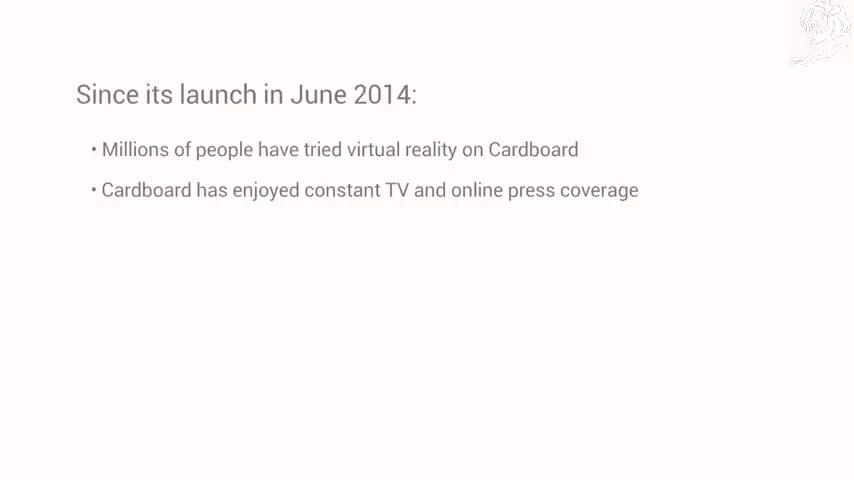 Since its launch in June 2014:
• Millions of people have tried virtual reality on Cardboard
• Cardboard has enjoyed constant TV and online press coverage